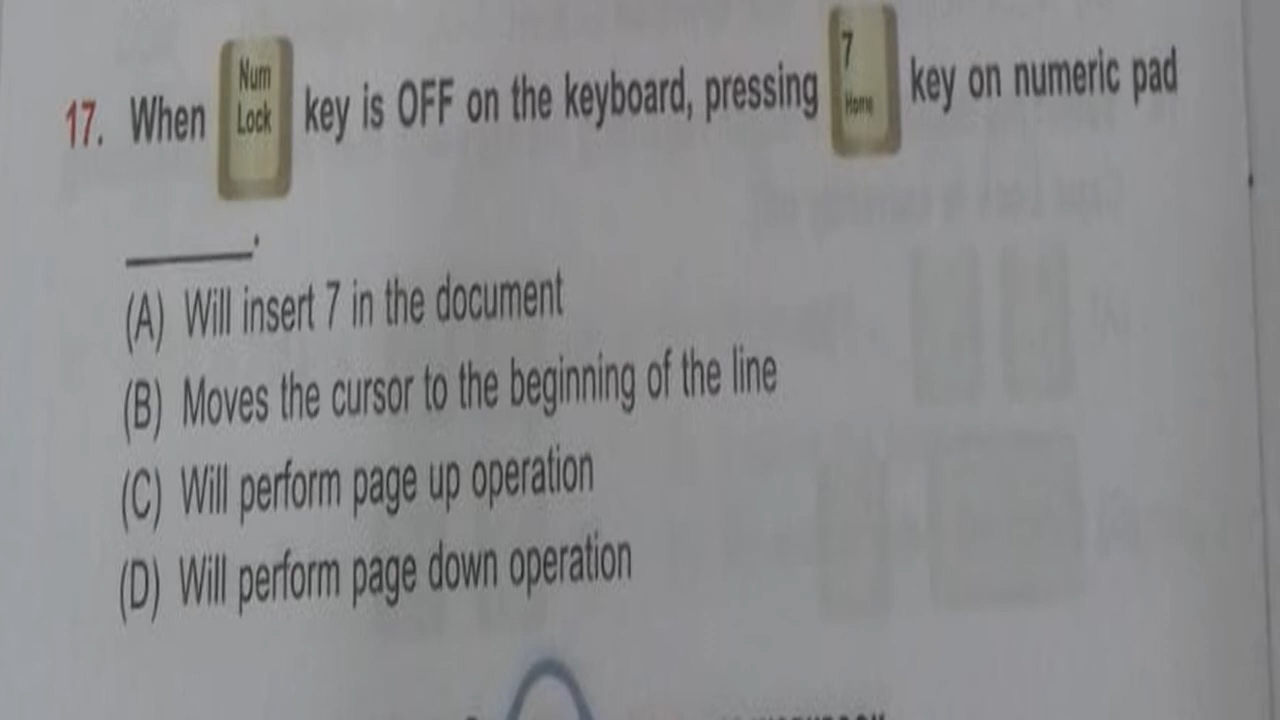 17. When Num Lock key is OFF on the keyboard, pressing 7 Home key on numeric pad
______.
(A) Will insert 7 in the document
(B) Moves the cursor to the beginning of the line
(C) Will perform page up operation
(D) Will perform page down operation